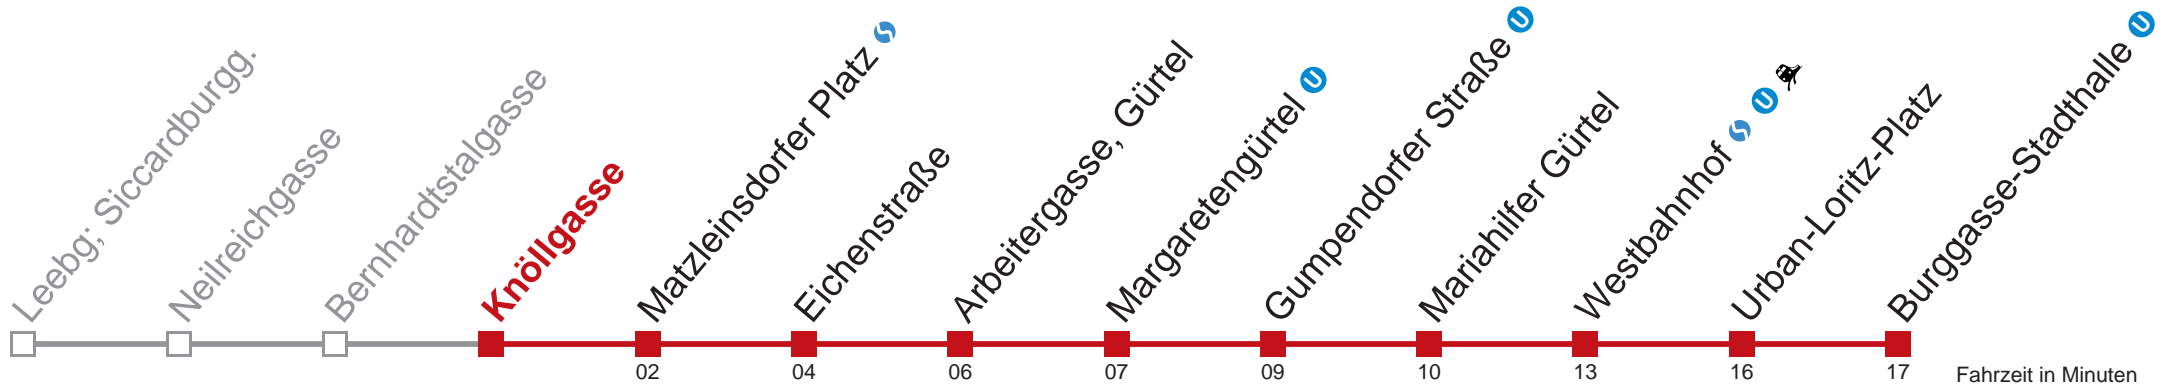 Leebg; Siccardburgg.
Neilreichgasse
Bernhardtstalgasse
Knöllgasse
Matzleinsdorfer Platz S
Eichenstraße
Arbeitergasse, Gürtel
Margaretengürtel U
Gumpendorfer Straße U
Mariahilfer Gürtel
Westbahnhof S U
Urban-Loritz-Platz
Burggasse-Stadthalle U
02 04 06 07 09 10 13 16 17 Fahrzeit in Minuten